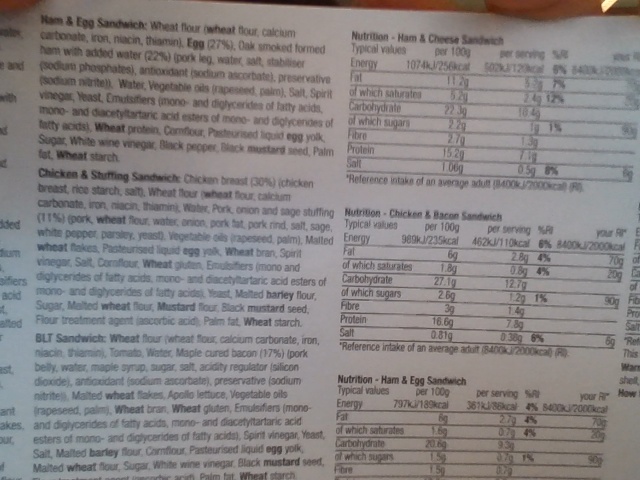 Ham & Egg Sandwich: Wheat flour (wheat flour, calcium
carbonate, iron, niacin, thiamin), Egg (27%), Oak smoked formed
ham with added water (22%) (pork leg, water, salt, stabiliser
(sodium phosphates), antioxidant (sodium ascorbate), preservative
(sodium nitrite)), Water, Vegetable oils (rapeseed, palm), Salt, Spirit
vinegar, Yeast, Emulsifiers (mono- and diglycerides of fatty acids,
mono- and diacetyltartaric acid esters of mono- and diglycerides of
fatty acids), Wheat protein, Cornflour, Pasteurised liquid egg yolk,
Sugar, White wine vinegar, Black pepper, Black mustard seed, Palm
fat, Wheat starch.
Chicken & Stuffing Sandwich: Chicken breast (30%) (chicken
breast, rice starch, salt), Wheat flour (wheat flour, calcium
carbonate, iron, niacin, thiamin), Water, Pork, onion and sage stuffing
(11%) (pork, wheat flour, water, onion, pork fat, pork rind, salt, sage,
white pepper, parsley, yeast), Vegetable oils (rapeseed, palm), Malted
wheat flakes, Pasteurised liquid egg yolk, Wheat bran, Spirit
vinegar, Salt, Cornflour, Wheat gluten, Emulsifiers (mono and
diglycerides of fatty acids, mono- and diacetyltartaric acid esters of
mono- and diglycerides of fatty acids), Yeast, Malted barley flour,
Sugar, Malted wheat flour, Mustard flour, Black mustard seed,
Flour treatment agent (ascorbic acid), Palm fat, Wheat starch.
BLT Sandwich: Wheat flour (wheat flour, calcium carbonate, iron,
niacin, thiamin), Tomato, Water, Maple cured bacon (17%) (pork
belly, water, maple syrup, sugar, salt, acidity regulator (silicon
dioxide), antioxidant (sodium ascorbate), preservative (sodium
nitrite)), Malted wheat flakes, Apollo lettuce, Vegetable oils
(rapeseed, palm), Wheat bran, Wheat gluten, Emulsifiers (mono-
and diglycerides of fatty acids, mono- and diacetyltartaric acid
esters of mono- and diglycerides of fatty acids), Spirit vinegar, Yeast,
Salt, Malted barley flour, Cornflour, Pasteurised liquid egg yolk,
Malted wheat flour, Sugar, White wine vinegar, Black mustard seed,
(ascorbic acid), Palm fat, Wheat starch
Nutrition - Ham & Cheese Sandwich
Typical values per 100g per serving %RI
Energy 1074kJ/256kcal 6%
Fat 11.2g 7%
of which saturates 5.2g 2.4g 12%
Carbohydrate 22.3g 10.4g
of which sugars 2.2g 1g 1%
Fibre 2.7g 1.3g
Protein 15.2g 7.1g
Salt 1.06g 0.5g 8% 6g
*Reference intake of an average adult (8400kJ/2000kcal) (RI).
Nutrition - Chicken & Bacon Sandwich
Typical values per 100g per serving %RI your RI*
Energy 989kJ/235kcal 462kJ/110kcal 6% 8400kJ/2000kcal
Fat 6g 2.8g 4% 70g
of which saturates 1.8g 0.8g 4% 20g
Carbohydrate 27.1g 12.7g
of which sugars 2.6g 1.2g 1% 90g
Fibre 3g 1.4g
Protein 16.6g 7.8g
Salt 0.81g 0.38g 6% 6g
*Reference intake of an average adult (8400kJ/2000kcal) (RI).
Nutrition - Ham & Egg Sandwich
Typical values per 100g per serving %RI your RI*
Energy 797kJ/189kcal 4% 8400kJ/2000kcal
Fat 6g 2.7g 4% 70g
of which saturates 1.6g 0.7g 4% 20g
Carbohydrate 20.6g 9.3g
of which sugars 1.5g 0.7g 1% 90g
Fibre 1.5g 0.7g